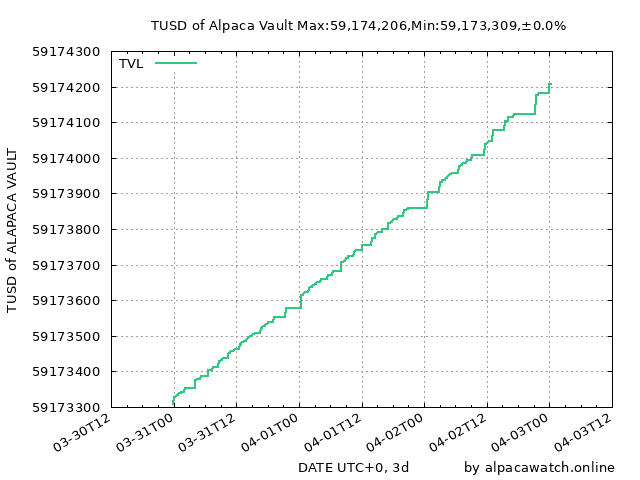 TUSD of Alpaca Vault Max:59,174,206,Min:59,173,309,±0.0%
TVL
59174300
59174200
59174100
59174000
59173900
59173800
59173700
59173600
59173500
59173400
59173300
TUSD of ALAPACA VAULT
03-30T12
03-31T00
03-31T12
04-01T00
04-01T12
04-02T00
04-02T12
04-03T00
04-03T12
DATE UTC+0, 3d
by alpacawatch.online